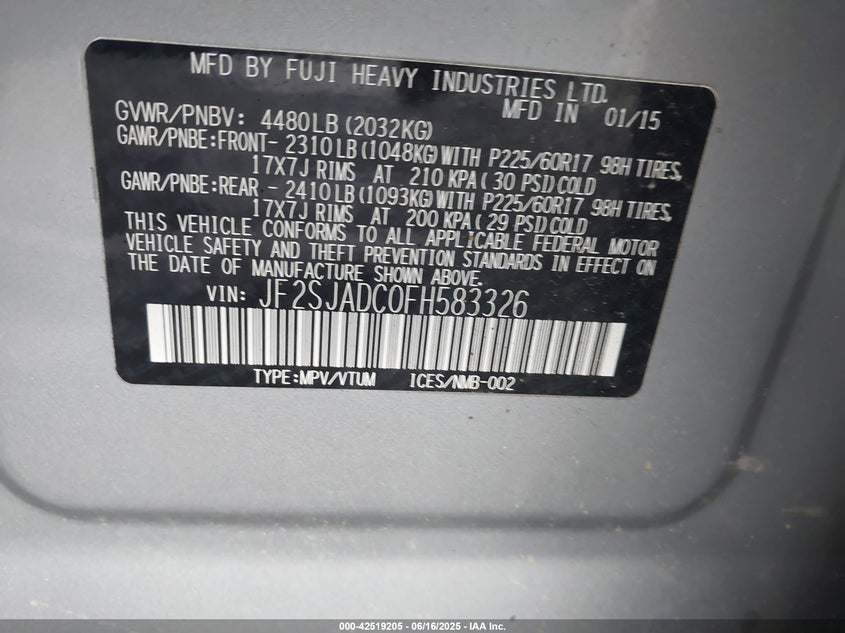 MFD BY FUJI HEAVY INDUSTRIES LTD.
MFD IN 01/15
GVWR/PNBV: 4480LB (2032KG)
GAWR/PNBE:FRONT- 2310LB (1048KG) WITH P225/60R17 98H TIRES,
17X7J RIMS AT 210 KPA ( 30 PSI) COLD
GAWR/PNBE:REAR - 2410LB (1093KG) WITH P225/60R17 98H TIRES,
17X7J RIMS AT 200 KPA ( 29 PSI) COLD
THIS VEHICLE CONFORMS TO ALL APPLICABLE FEDERAL MOTOR
VEHICLE SAFETY AND THEFT PREVENTION STANDARDS IN EFFECT ON
THE DATE OF MANUFACTURE SHOWN ABOVE.
VIN: JF2SJADC0FH583326
TYPE:MPV/VTUM ICES/NMB-002
000-42519205 - 06/16/2025 - IAA Inc.